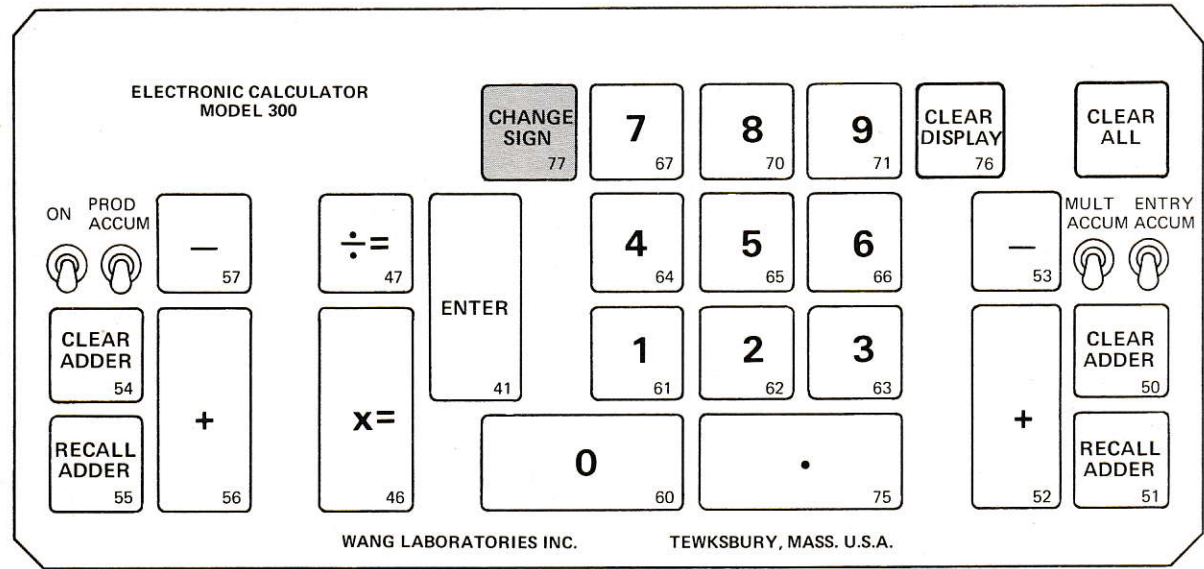 ELECTRONIC CALCULATOR
MODEL 300
CHANGE
SIGN
77
7
67
8
70
9
71
CLEAR
DISPLAY
76
CLEAR
ALL
ON
PROD
ACCUM
—
57
÷=
47
ENTER
41
4
64
5
65
6
66
—
53
MULT
ACCUM
ENTRY
ACCUM
CLEAR
ADDER
54
+
56
x=
46
1
61
2
62
3
63
+
52
CLEAR
ADDER
50
RECALL
ADDER
55
0
60
.
75
RECALL
ADDER
51
WANG LABORATORIES INC.
TEWKSBURY, MASS. U.S.A.